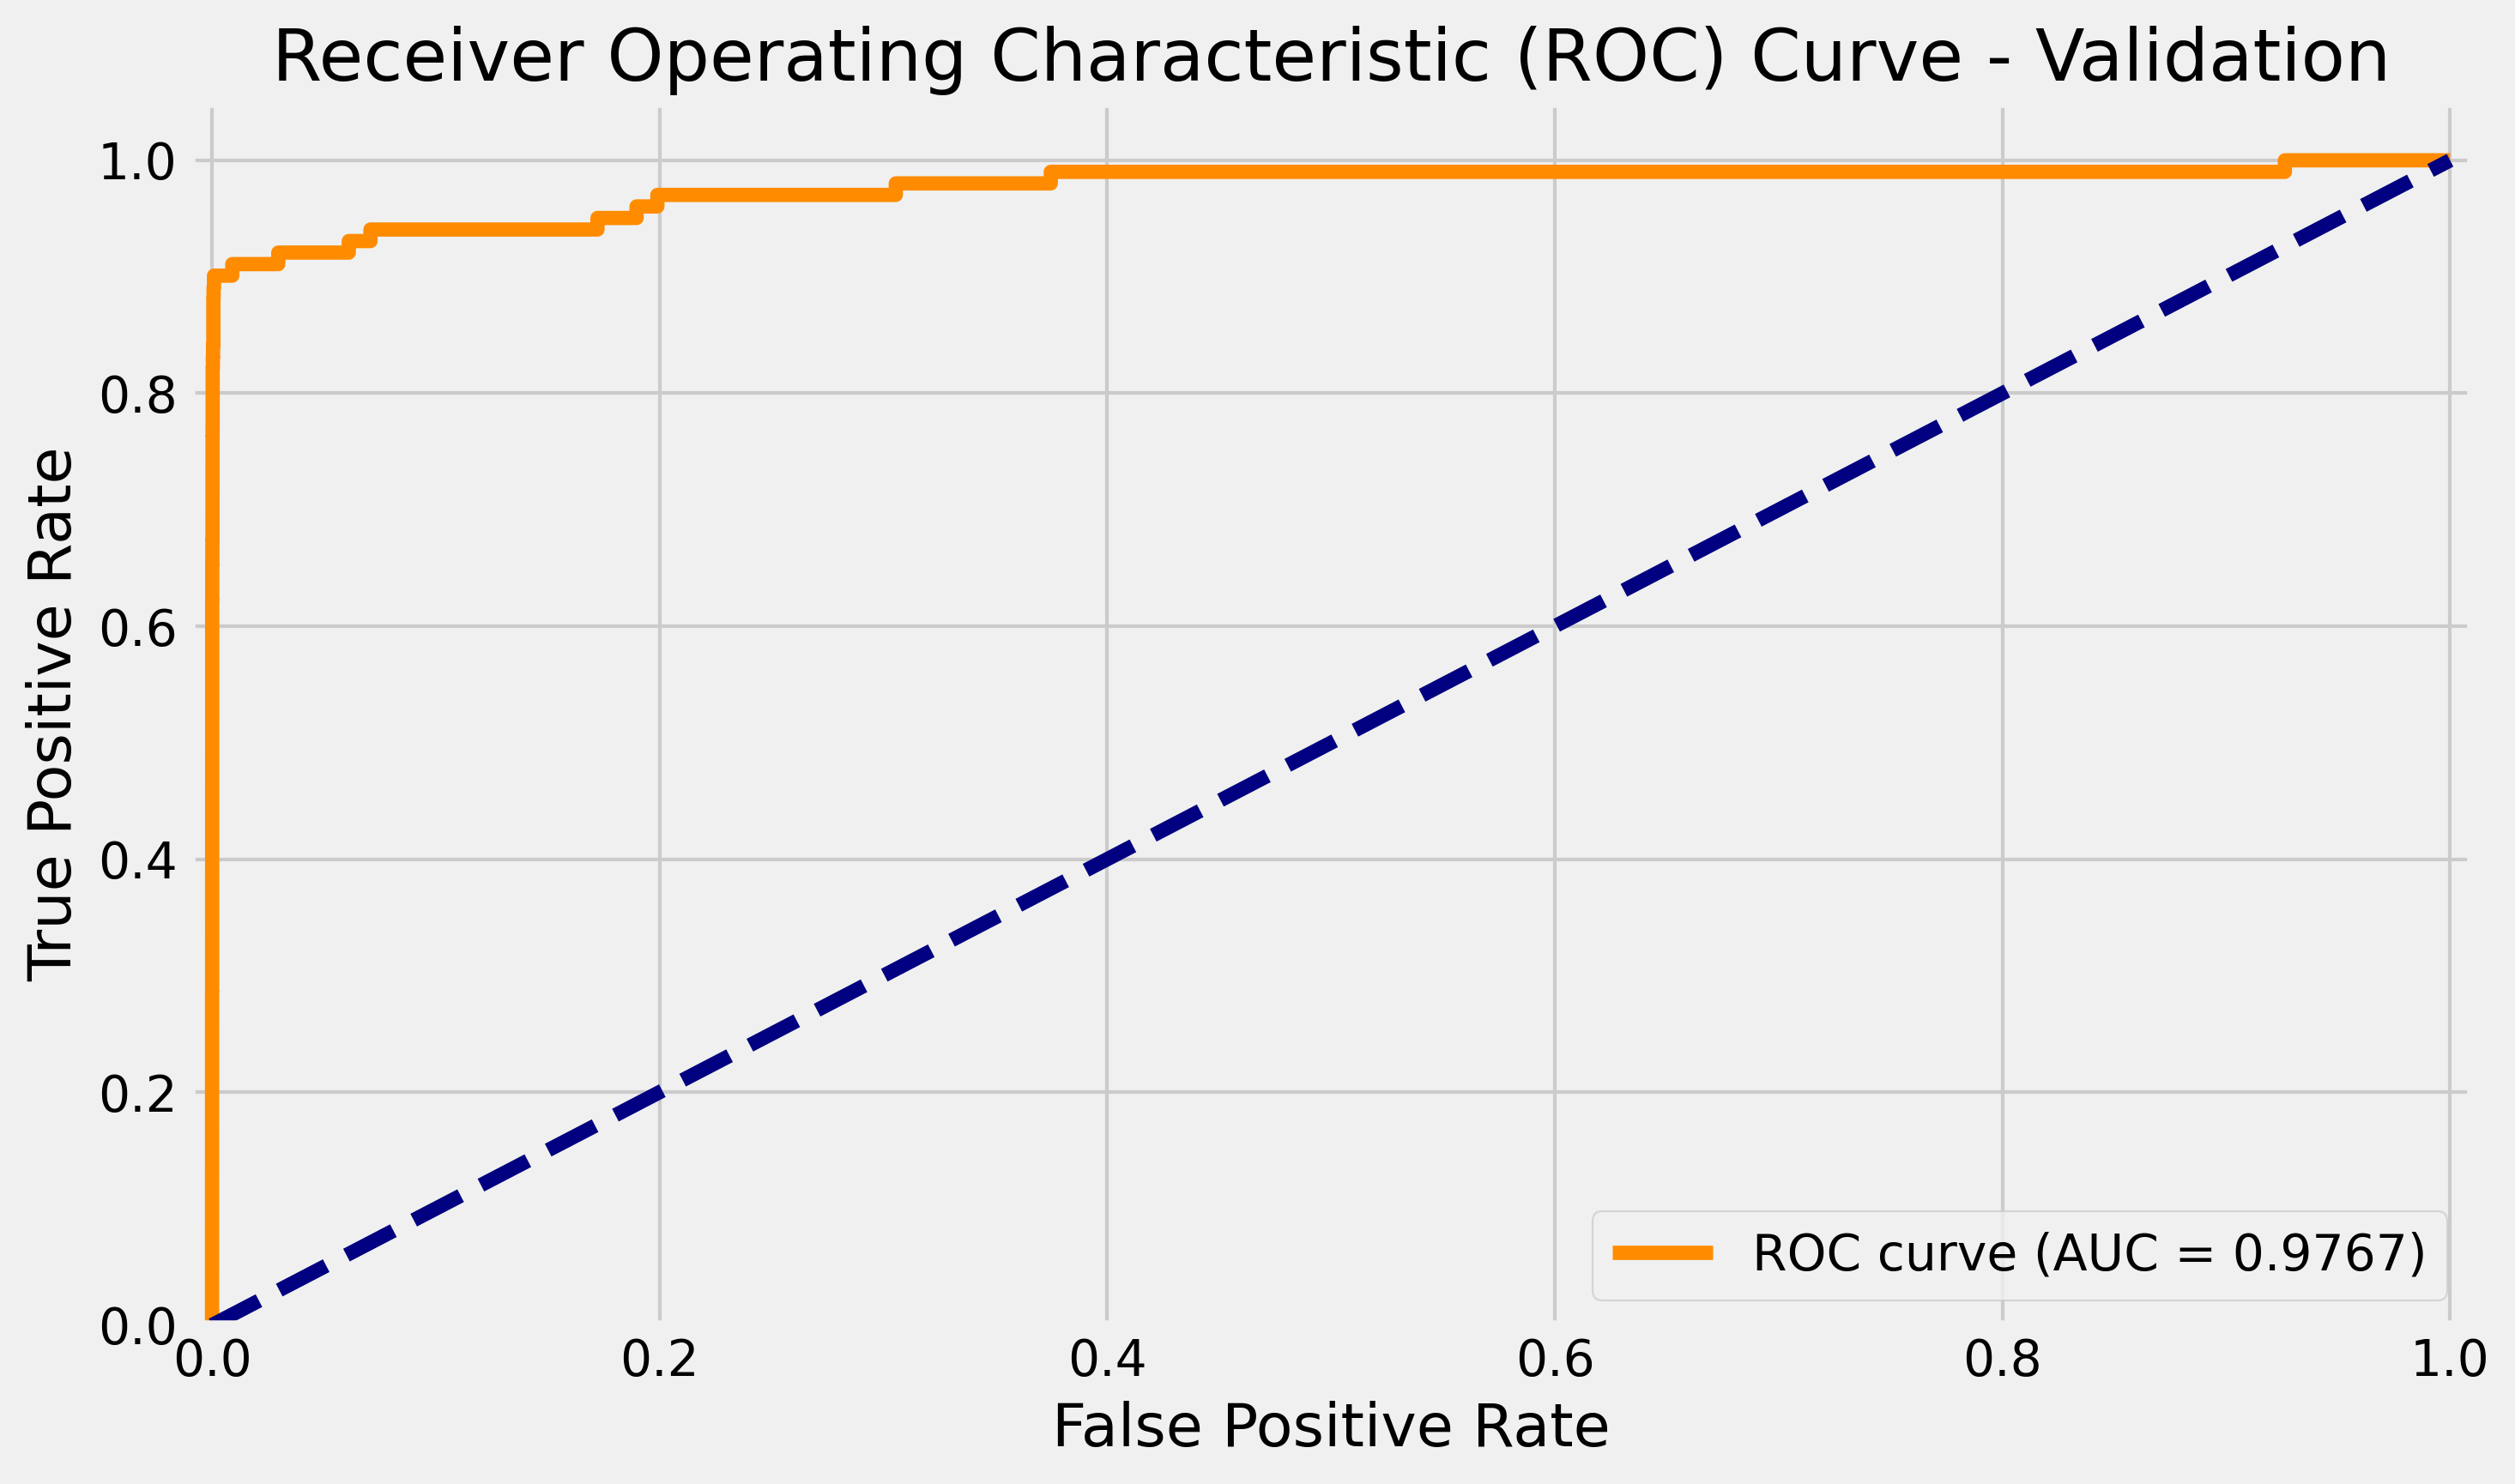 Receiver Operating Characteristic (ROC) Curve - Validation
True Positive Rate
1.0
0.8
0.6
0.4
0.2
0.0
0.0 0.2 0.4 0.6 0.8 1.0
False Positive Rate
ROC curve (AUC = 0.9767)